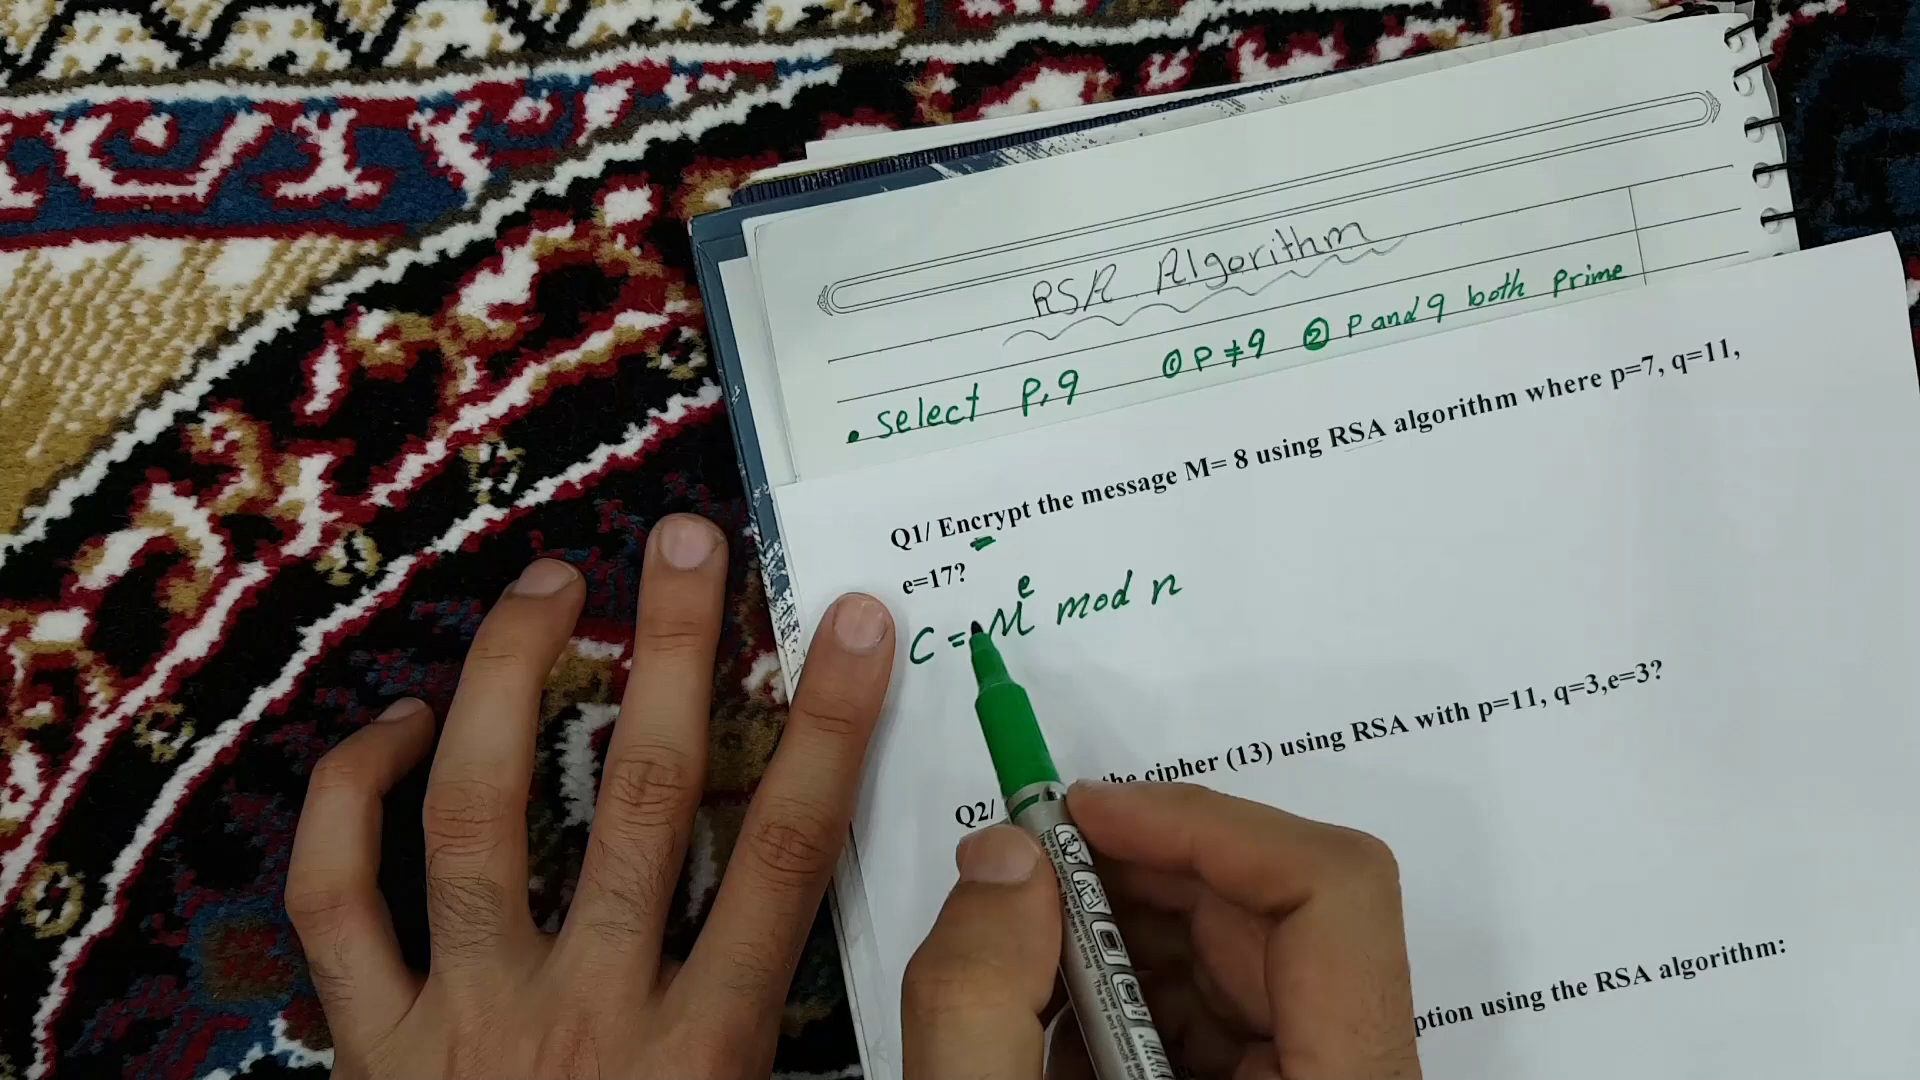 RSA Algorithm
• select P, q ① P ≠ q ② P and q both Prime
Q1/ Encrypt the message M= 8 using RSA algorithm where p=7, q=11,
e=17?
C = M^e mod n
Q2/ the cipher (13) using RSA with p=11, q=3,e=3?
ption using the RSA algorithm: